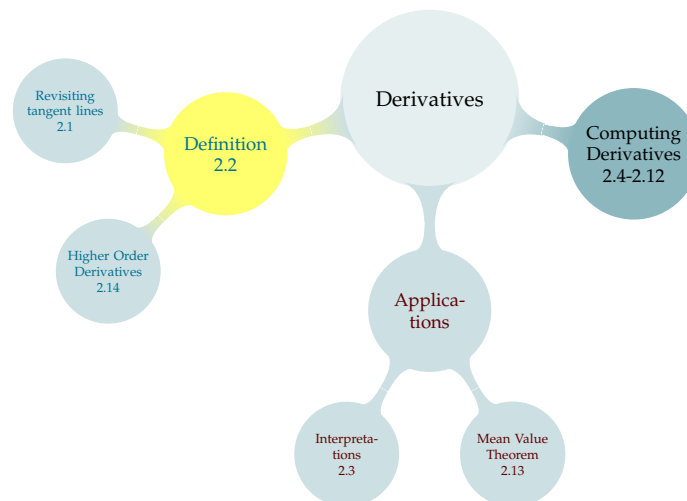 Derivatives
Revisiting
tangent lines
2.1
Definition
2.2
Computing
Derivatives
2.4-2.12
Higher Order
Derivatives
2.14
Applica-
tions
Interpreta-
tions
2.3
Mean Value
Theorem
2.13